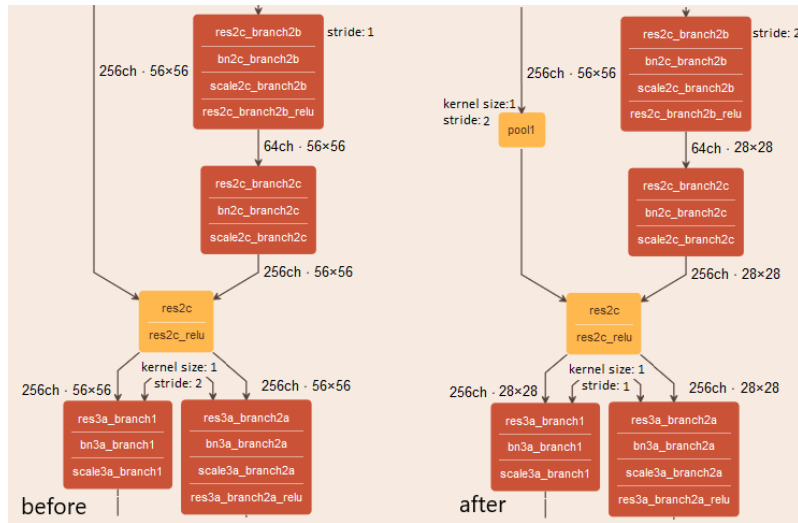 res2c_branch2b
stride: 1
bn2c_branch2b
256ch · 56×56
scale2c_branch2b
res2c_branch2b_relu
64ch · 56×56
res2c_branch2c
bn2c_branch2c
scale2c_branch2c
256ch · 56×56
res2c
res2c_relu
kernel size: 1
stride: 2
256ch · 56×56
256ch · 56×56
res3a_branch1
bn3a_branch1
scale3a_branch1
res3a_branch2a
bn3a_branch2a
scale3a_branch2a
res3a_branch2a_relu
before
res2c_branch2b
stride: 2
bn2c_branch2b
256ch · 56×56
scale2c_branch2b
res2c_branch2b_relu
kernel size:1
stride: 2
pool1
64ch · 28×28
res2c_branch2c
bn2c_branch2c
scale2c_branch2c
256ch · 28×28
res2c
res2c_relu
kernel size: 1
stride: 1
256ch · 28×28
256ch · 28×28
res3a_branch1
bn3a_branch1
scale3a_branch1
res3a_branch2a
bn3a_branch2a
scale3a_branch2a
res3a_branch2a_relu
after